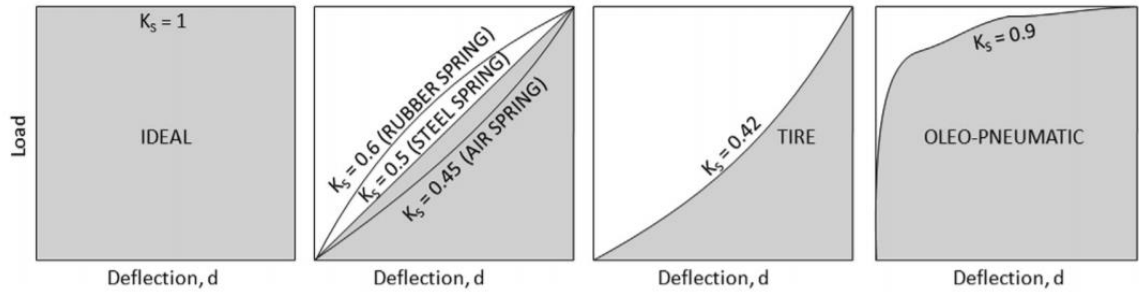 K_S = 1
IDEAL
Load
Deflection, d
K_S = 0.6 (RUBBER SPRING)
K_S = 0.5 (STEEL SPRING)
K_S = 0.45 (AIR SPRING)
Deflection, d
K_S = 0.42
TIRE
Deflection, d
K_S = 0.9
OLEO-PNEUMATIC
Deflection, d